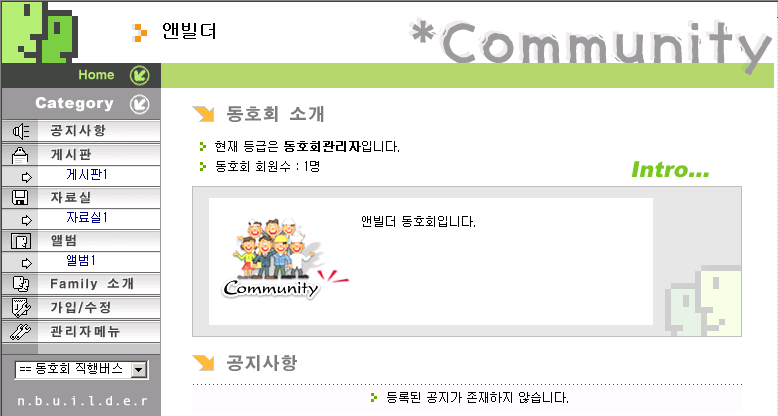 앤빌더
*Community
Home
Category
공지사항
게시판
게시판1
자료실
자료실1
앨범
앨범1
Family 소개
가입/수정
관리자메뉴
== 동호회 직행버스
n.b.u.i.l.d.e.r
동호회 소개
현재 등급은 동호회관리자입니다.
동호회 회원수 : 1명
Intro...
앤빌더 동호회입니다.
Community
공지사항
등록된 공지가 존재하지 않습니다.